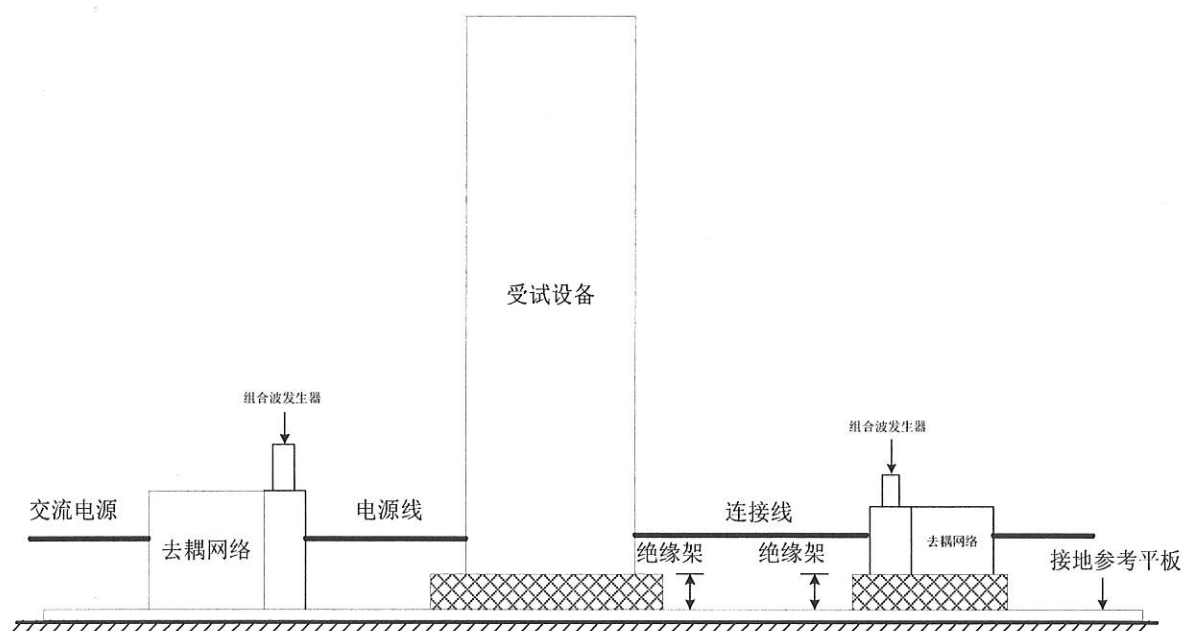 受试设备
组合波发生器
组合波发生器
交流电源
电源线
连接线
去耦网络
去耦网络
绝缘架
绝缘架
接地参考平板